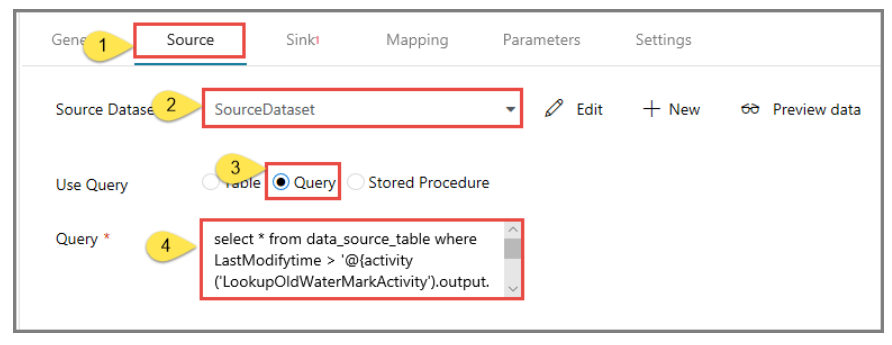 Gene 1 Source Sink1 Mapping Parameters Settings
Source Datase 2 SourceDataset Edit New Preview data
3
Use Query Table Query Stored Procedure
Query * 4 select * from data_source_table where
LastModifytime > '@{activity
('LookupOldWaterMarkActivity').output.